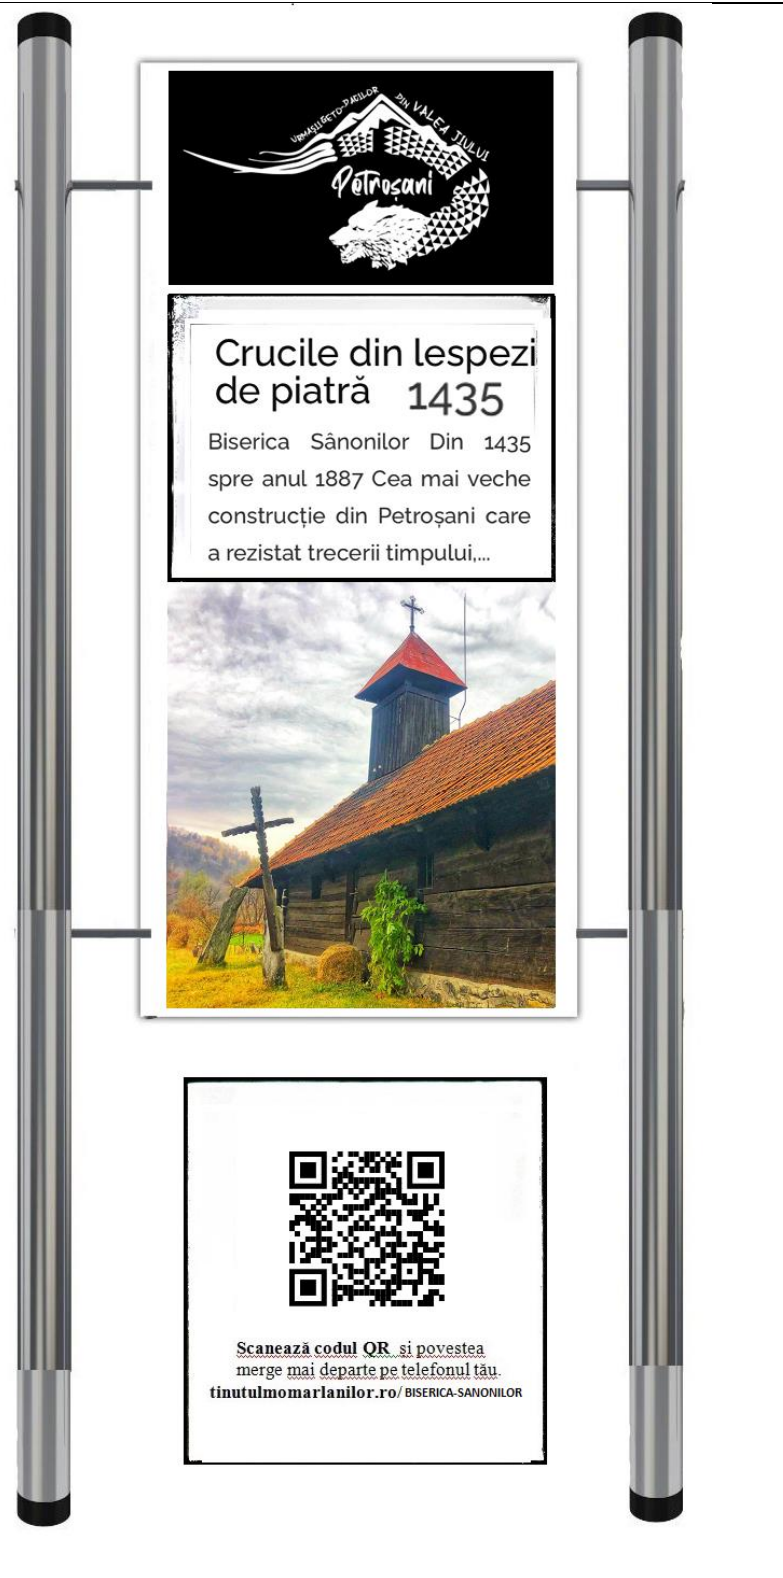 URMAȘII GETO-DACILOR DIN VALEA JIULUI
Petroșani
Crucile din lespezi
de piatră 1435
Biserica Sânonilor Din 1435
spre anul 1887 Cea mai veche
construcție din Petroșani care
a rezistat trecerii timpului,...
Scanează codul QR și povestea
merge mai departe pe telefonul tău.
tinutulmomarlanilor.ro/ BISERICA-SANONILOR